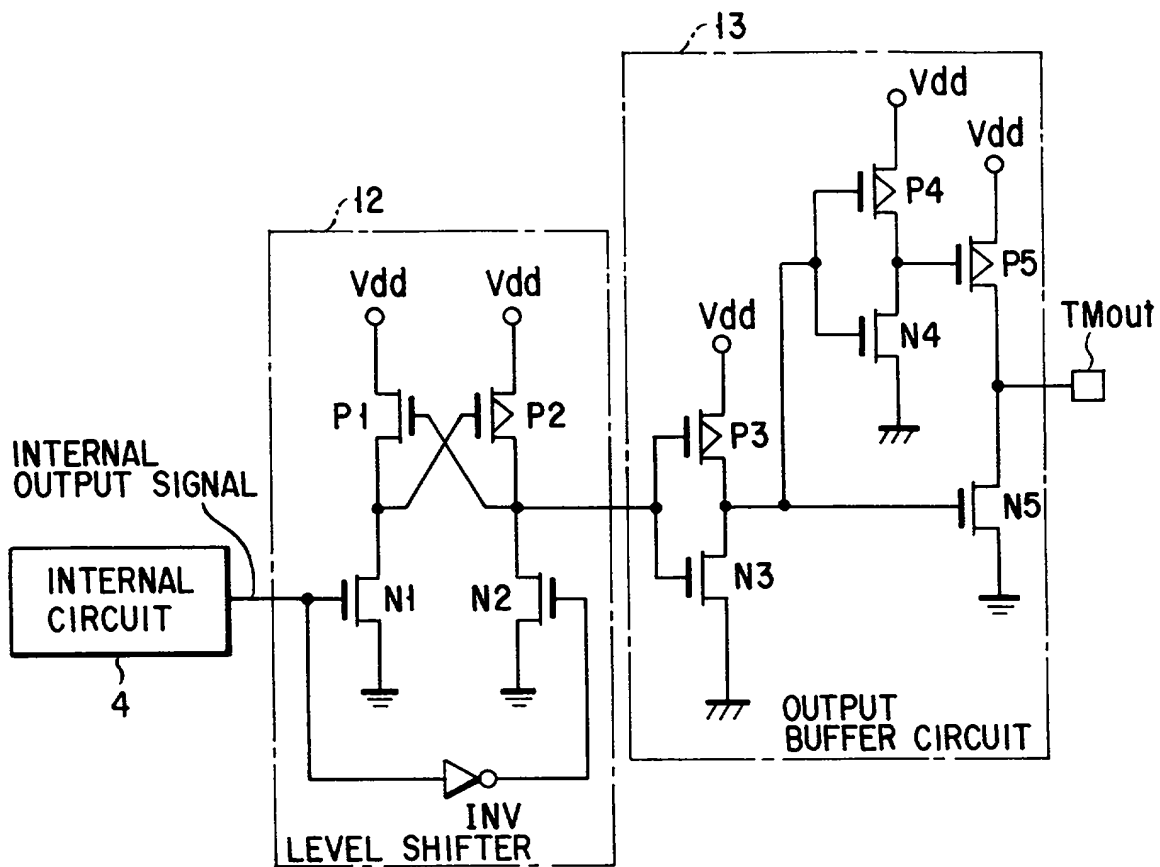 13
Vdd
Vdd
P4
12
P5
Vdd
Vdd
Vdd
N4
TMout
P1
P2
P3
INTERNAL
OUTPUT SIGNAL
N5
INTERNAL
CIRCUIT
N1
N2
N3
4
OUTPUT
BUFFER CIRCUIT
INV
LEVEL SHIFTER